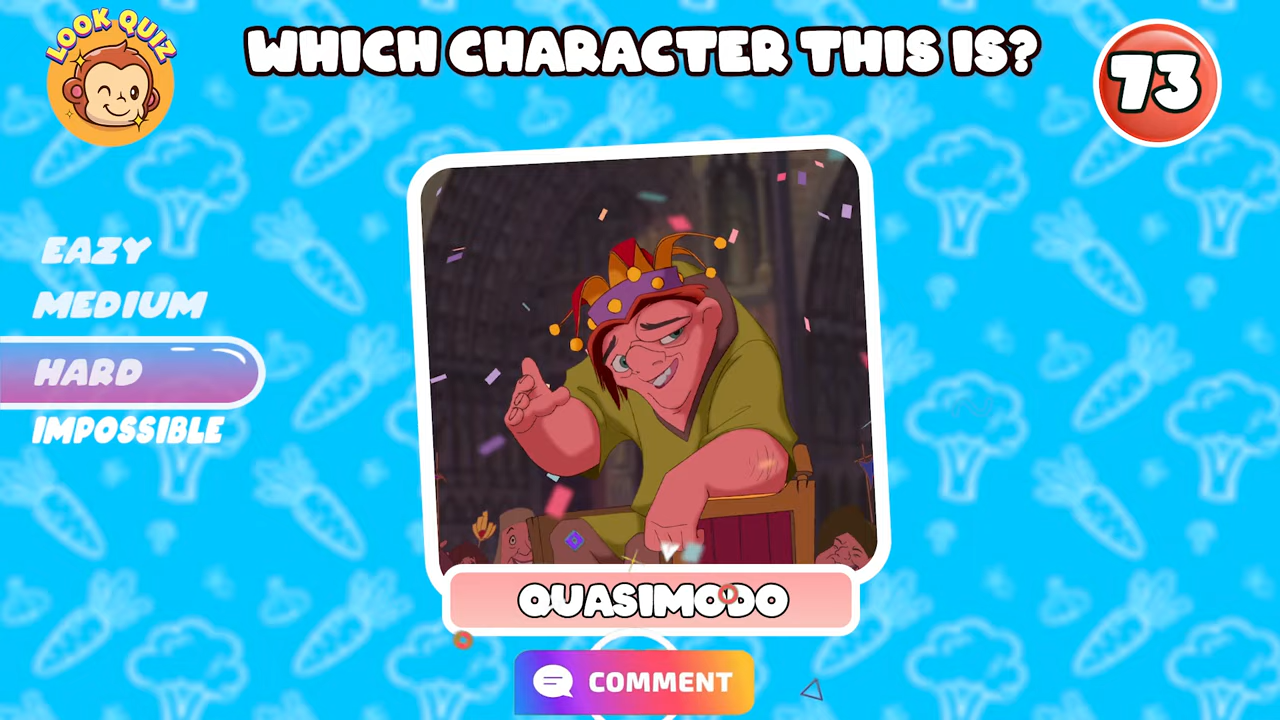 LOOK QUIZ
WHICH CHARACTER THIS IS?
73
EAZY
MEDIUM
HARD
IMPOSSIBLE
QUASIMODO
COMMENT